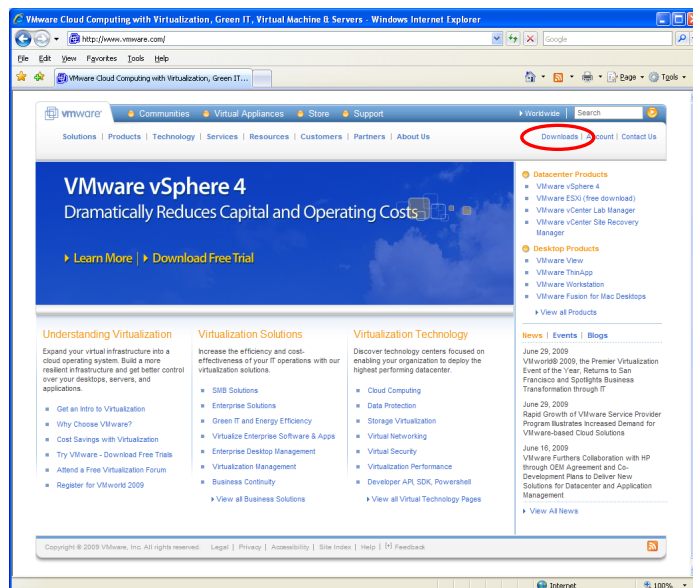 VMware Cloud Computing with Virtualization, Green IT, Virtual Machine & Servers - Windows Internet Explorer
http://www.vmware.com/
Google
File Edit View Favorites Tools Help
VMware Cloud Computing with Virtualization, Green IT...
Page Tools
vmware Communities Virtual Appliances Store Support Worldwide Search
Solutions | Products | Technology | Services | Resources | Customers | Partners | About Us
Downloads | Account | Contact Us
VMware vSphere 4
Dramatically Reduces Capital and Operating Costs
Learn More | Download Free Trial
Datacenter Products
VMware vSphere 4
VMware ESXi (free download)
VMware vCenter Lab Manager
VMware vCenter Site Recovery
Manager
Desktop Products
VMware View
VMware ThinApp
VMware Workstation
VMware Fusion for Mac Desktops
View all Products
Understanding Virtualization
Expand your virtual infrastructure into a
cloud operating system. Build a more
resilient infrastructure and get better control
over your desktops, servers, and
applications.
Get an Intro to Virtualization
Why Choose VMware?
Cost Savings with Virtualization
Try VMware - Download Free Trials
Attend a Free Virtualization Forum
Register for VMworld 2009
Virtualization Solutions
Increase the efficiency and cost-
effectiveness of your IT operations with our
virtualization solutions.
SMB Solutions
Enterprise Solutions
Green IT and Energy Efficiency
Virtualize Enterprise Software & Apps
Enterprise Desktop Management
Virtualization Management
Business Continuity
View all Business Solutions
Virtualization Technology
Discover technology centers focused on
enabling your organization to deploy the
highest performing datacenter.
Cloud Computing
Data Protection
Storage Virtualization
Virtual Networking
Virtual Security
Virtualization Performance
Developer API, SDK, Powershell
View all Virtual Technology Pages
News | Events | Blogs
June 29, 2009
VMworld® 2009, the Premier Virtualization
Event of the Year, Returns to San
Francisco and Spotlights Business
Transformation through IT
June 29, 2009
Rapid Growth of VMware Service Provider
Program Illustrates Increased Demand for
VMware-based Cloud Solutions
June 16, 2009
VMware Furthers Collaboration with HP
through OEM Agreement and Co-
Development Plans to Deliver New
Solutions for Datacenter and Application
Management
View All News
Copyright © 2009 VMware, Inc. All rights reserved. Legal | Privacy | Accessibility | Site Index | Help | [+] Feedback
Internet 100%